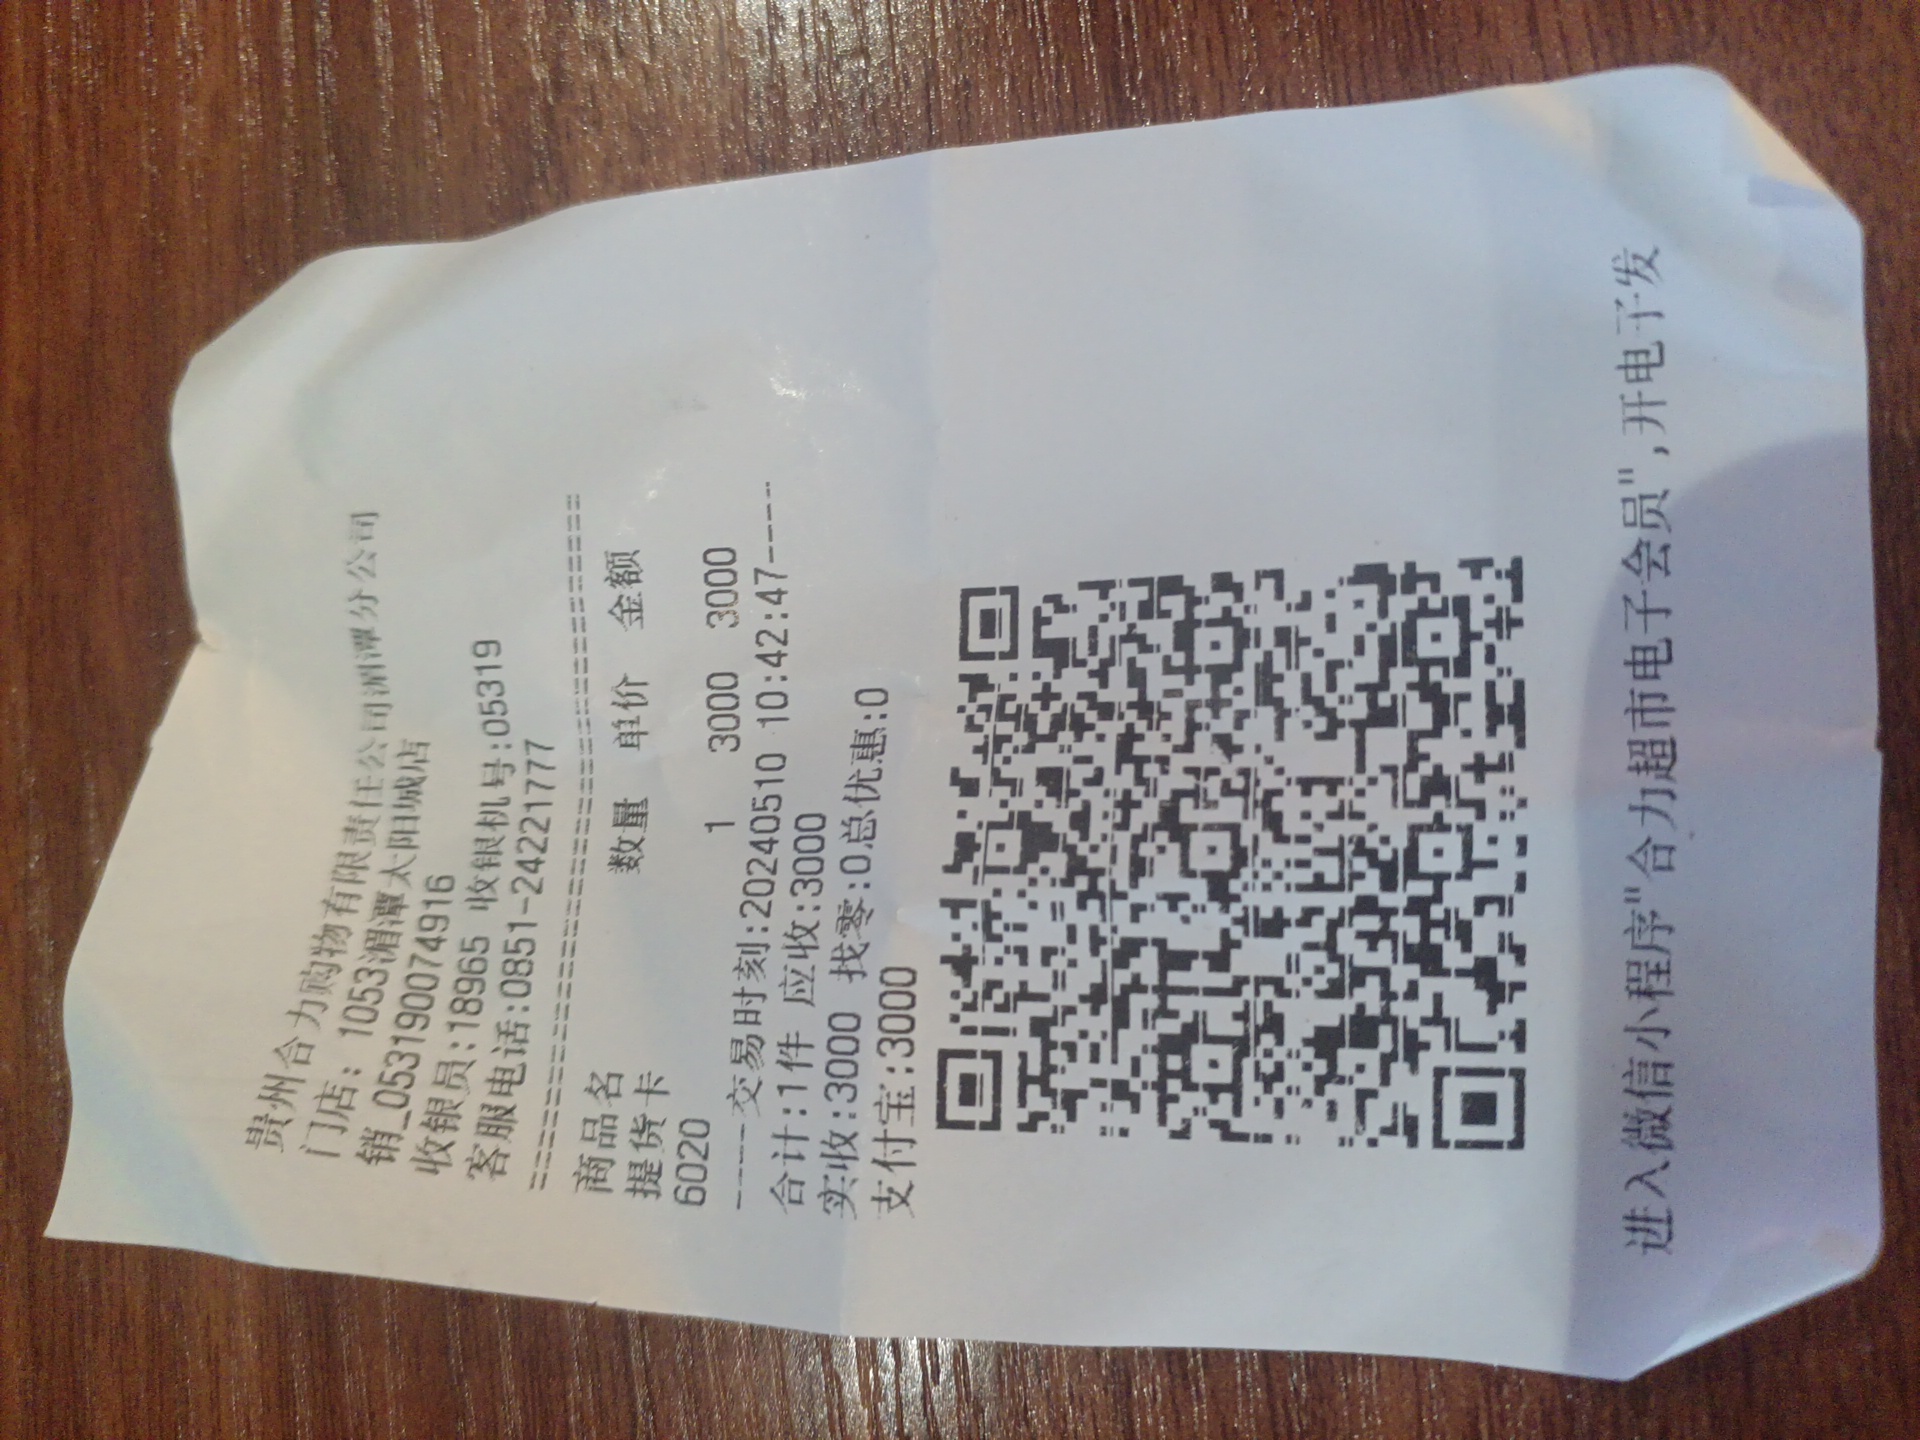 贵州合力购物有限责任公司湄潭分公司
门店: 1053湄潭太阳城店
销_053190074916
收银员:18965 收银机号:05319
客服电话:0851-24221777
==========================================
商品名 数量 单价 金额
提货卡
6020 1 3000 3000
----交易时刻:20240510 10:42:47----
合计:1件 应收:3000
实收:3000 找零:0总优惠:0
支付宝:3000
进入微信小程序"合力超市电子会员",开电子发